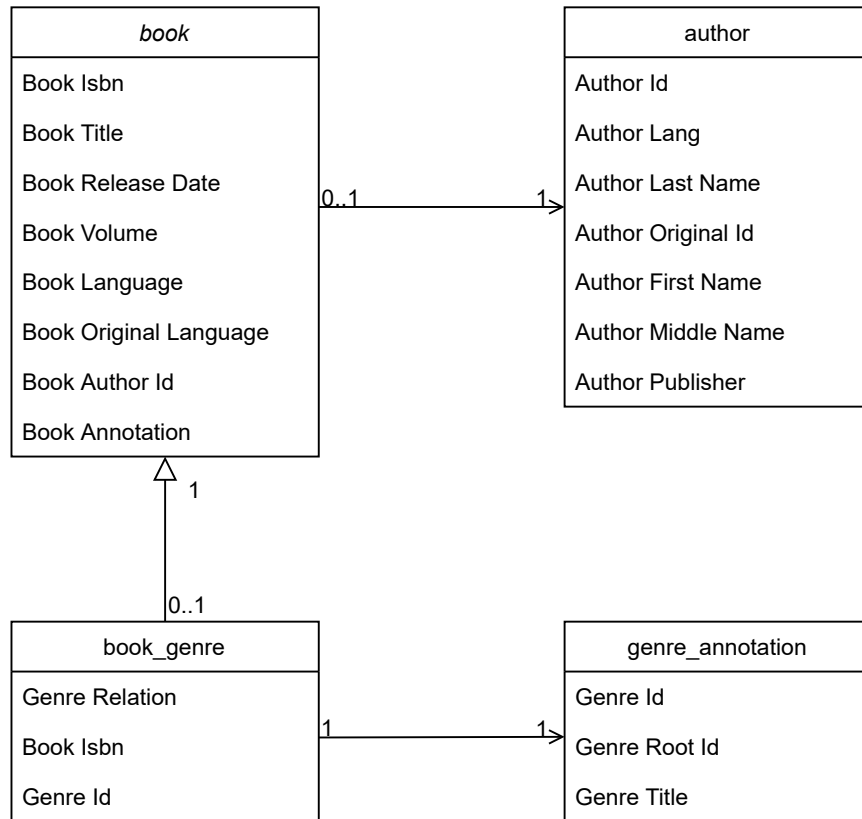 book
Book Isbn
Book Title
Book Release Date
Book Volume
Book Language
Book Original Language
Book Author Id
Book Annotation
0..1
1
author
Author Id
Author Lang
Author Last Name
Author Original Id
Author First Name
Author Middle Name
Author Publisher
1
0..1
book_genre
Genre Relation
Book Isbn
Genre Id
1
1
genre_annotation
Genre Id
Genre Root Id
Genre Title